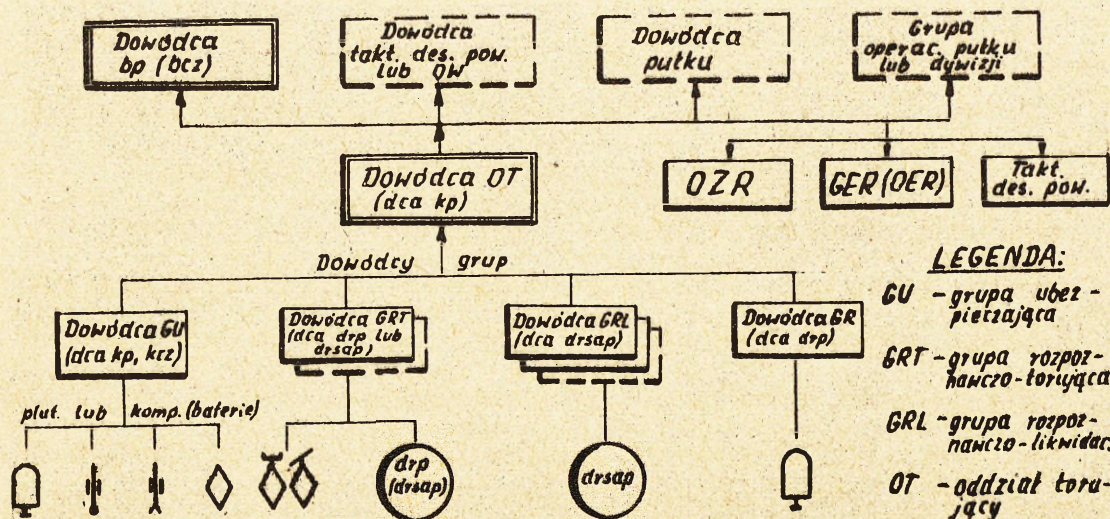 Dowódca
bp (bcz)
Dowódca
takt. des. pow.
lub OW
Dowódca
pułku
Grupa
operac. pułku
lub dywizji
Dowódca OT
(dca kp)
OZR
GER (OER)
Takt.
des. pow.
Dowódcy grup
Dowódca GU
(dca kp, kcz)
Dowódca GRT
(dca drp lub
drsap)
Dowódca GRL
(dca drsap)
Dowódca GR
(dca drp)
plut. lub komp. (baterie)
drp
(drsap)
drsap
LEGENDA:
GU - grupa ubez-
pieczająca
GRT - grupa rozpoz-
nawczo-torująca
GRL - grupa rozpoz-
nawczo-likwidac.
OT - oddział toru-
jący